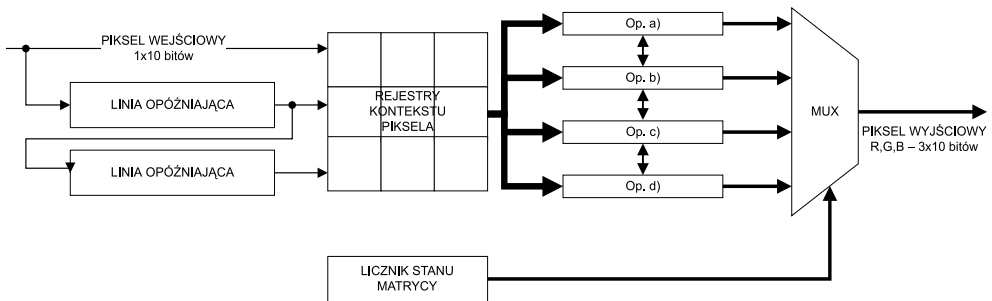 PIKSEL WEJŚCIOWY
1x10 bitów
LINIA OPÓŹNIAJĄCA
LINIA OPÓŹNIAJĄCA
REJESTRY
KONTEKSTU
PIKSELA
Op. a)
Op. b)
Op. c)
Op. d)
MUX
PIKSEL WYJŚCIOWY
R,G,B – 3x10 bitów
LICZNIK STANU
MATRYCY